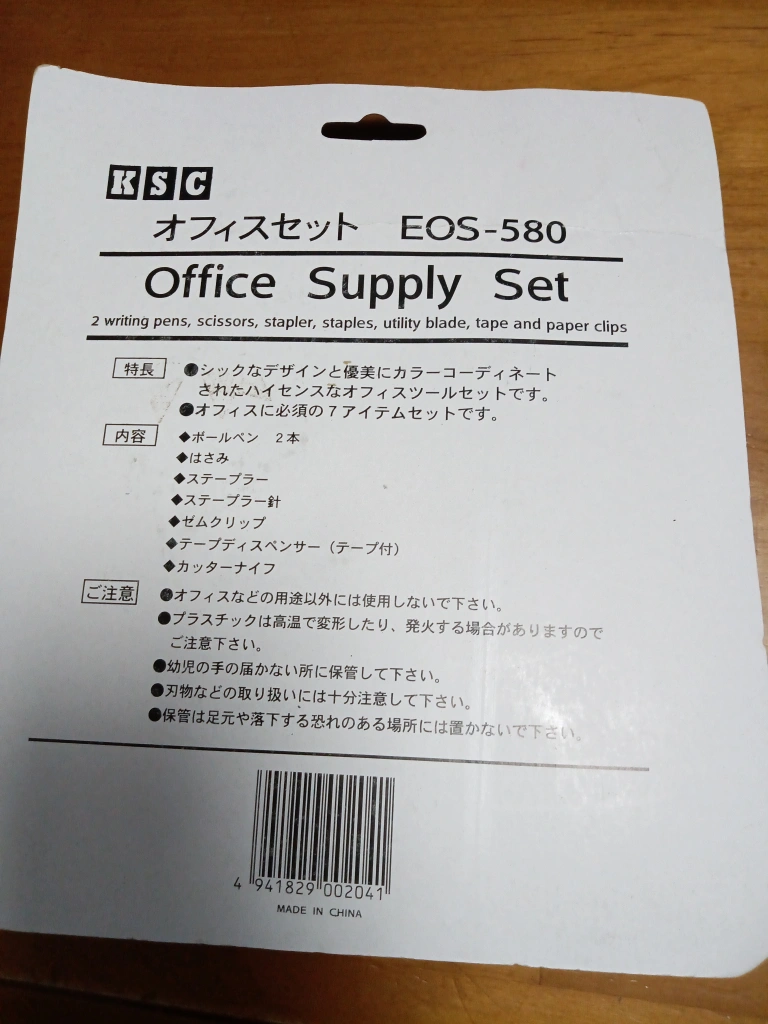 KSC
オフィスセット EOS-580
Office Supply Set
2 writing pens, scissors, stapler, staples, utility blade, tape and paper clips
特長 ●シックなデザインと優美にカラーコーディネート
されたハイセンスなオフィスツールセットです。
●オフィスに必須の7アイテムセットです。
内容 ◆ボールペン 2本
◆はさみ
◆ステープラー
◆ステープラー針
◆ゼムクリップ
◆テープディスペンサー（テープ付）
◆カッターナイフ
ご注意 ●オフィスなどの用途以外には使用しないで下さい。
●プラスチックは高温で変形したり、発火する場合がありますので
ご注意下さい。
●幼児の手の届かない所に保管して下さい。
●刃物などの取り扱いには十分注意して下さい。
●保管は足元や落下する恐れのある場所には置かないで下さい。
4 941829 002041
MADE IN CHINA